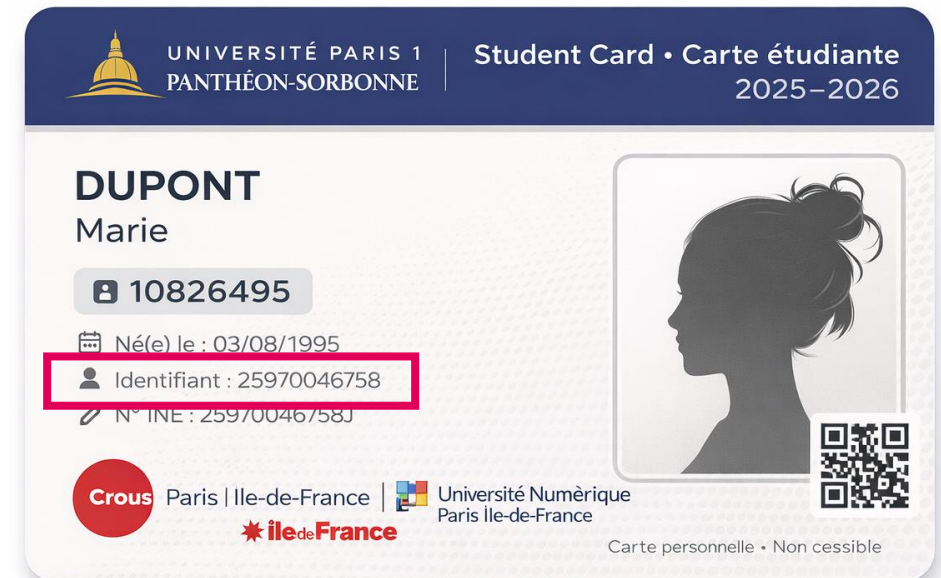 UNIVERSITÉ PARIS 1
PANTHÉON-SORBONNE
Student Card • Carte étudiante
2025–2026
DUPONT
Marie
10826495
Né(e) le : 03/08/1995
Identifiant : 25970046758
N° INE : 25970046758J
Crous Paris | Ile-de-France
îledeFrance
Université Numèrique
Paris Île-de-France
Carte personnelle • Non cessible